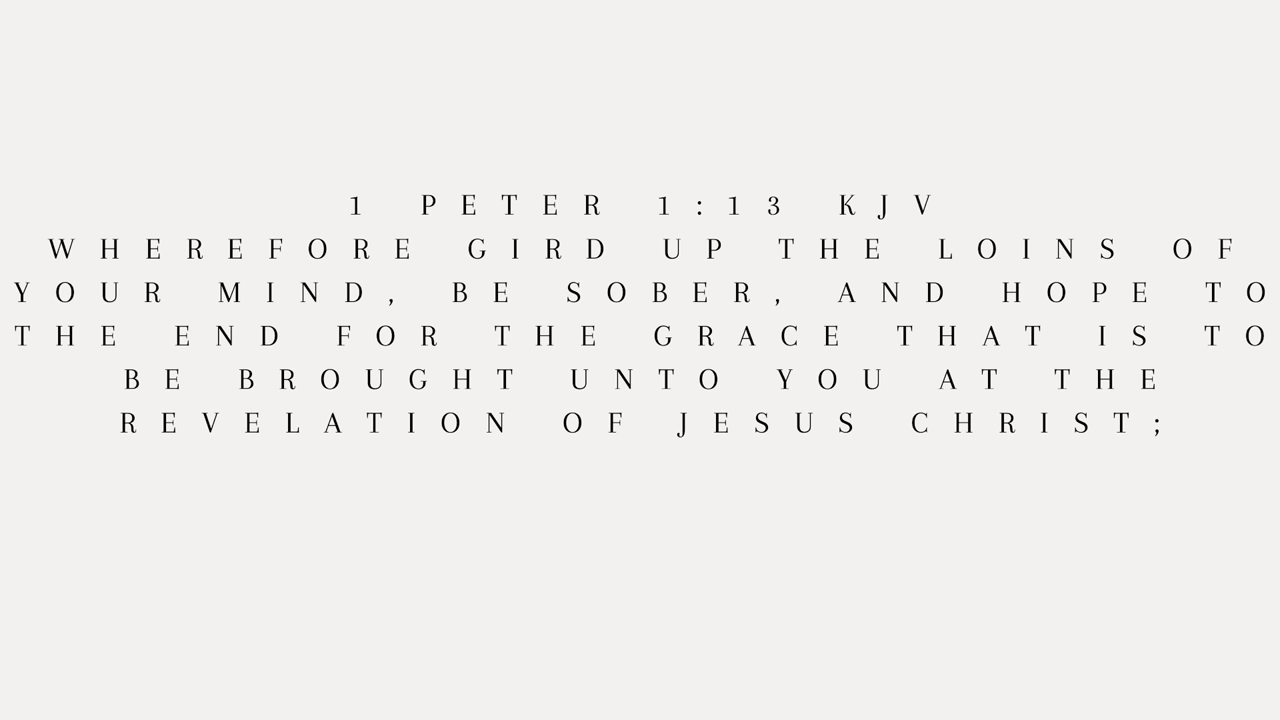 1 PETER 1:13 KJV
WHEREFORE GIRD UP THE LOINS OF
YOUR MIND, BE SOBER, AND HOPE TO
THE END FOR THE GRACE THAT IS TO
BE BROUGHT UNTO YOU AT THE
REVELATION OF JESUS CHRIST;